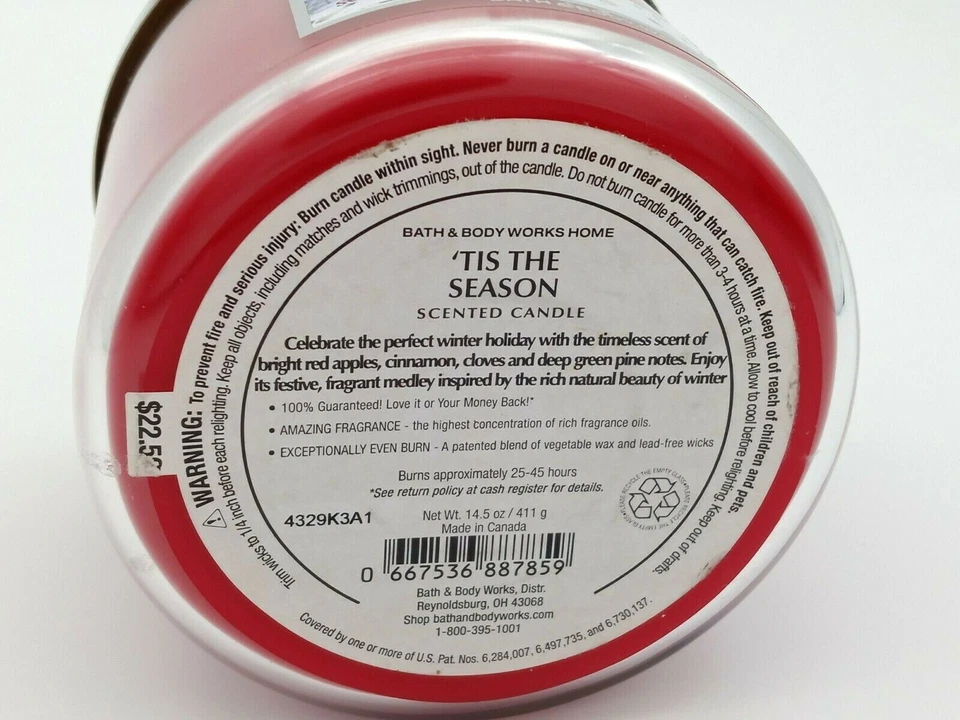 ⚠ WARNING: To prevent fire and serious injury: Burn candle within sight. Never burn a candle on or near anything that can catch fire. Keep out of reach of children and pets.
Trim wicks to 1/4 inch before each relighting. Keep all objects, including matches and wick trimmings, out of the candle. Do not burn candle for more than 3-4 hours at a time. Allow to cool before relighting. Keep out of drafts.
BATH & BODY WORKS HOME
‘TIS THE
SEASON
SCENTED CANDLE
Celebrate the perfect winter holiday with the timeless scent of
bright red apples, cinnamon, cloves and deep green pine notes. Enjoy
its festive, fragrant medley inspired by the rich natural beauty of winter
• 100% Guaranteed! Love it or Your Money Back!*
• AMAZING FRAGRANCE - the highest concentration of rich fragrance oils.
• EXCEPTIONALLY EVEN BURN - A patented blend of vegetable wax and lead-free wicks
Burns approximately 25-45 hours
*See return policy at cash register for details.
4329K3A1
Net Wt. 14.5 oz / 411 g
Made in Canada
0 667536 887859
Bath & Body Works, Distr.
Reynoldsburg, OH 43068
Shop bathandbodyworks.com
1-800-395-1001
Covered by one or more of U.S. Pat. Nos. 6,284,007, 6,497,735, and 6,730,137.
PLEASE RECYCLE THE EMPTY GLASS
$22.5